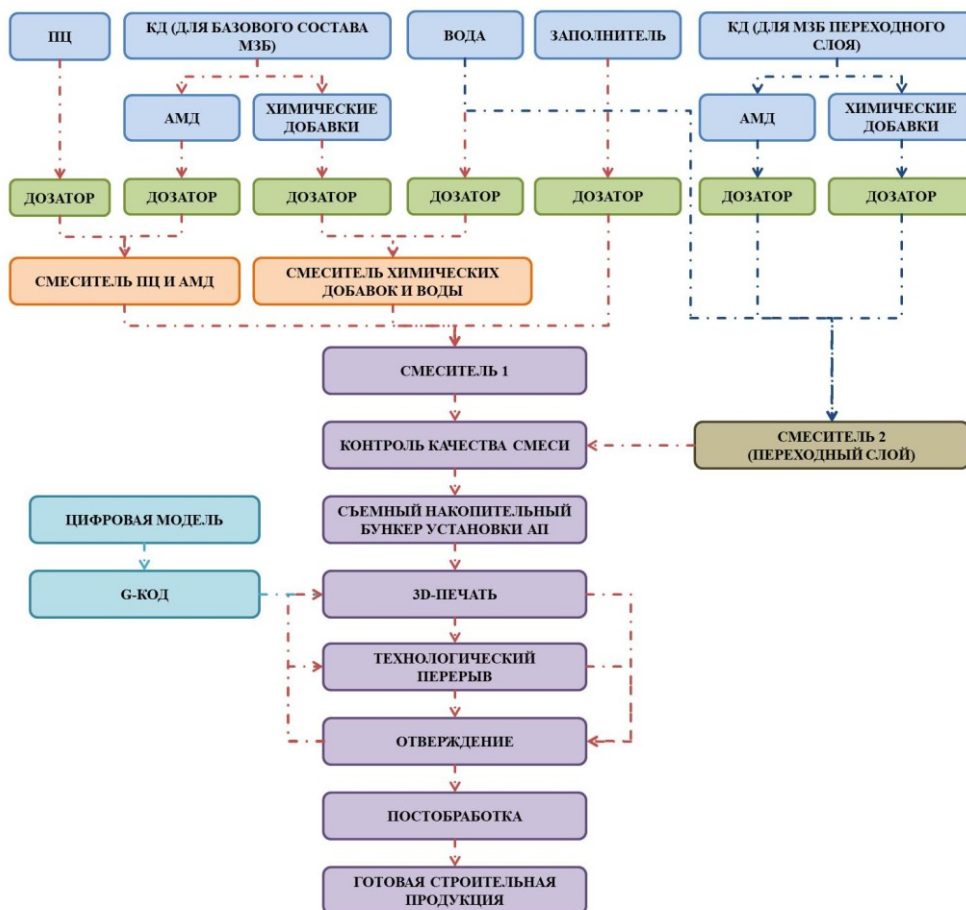 ПЦ
КД (ДЛЯ БАЗОВОГО СОСТАВА
МЗБ)
ВОДА
ЗАПОЛНИТЕЛЬ
КД (ДЛЯ МЗБ ПЕРЕХОДНОГО
СЛОЯ)
АМД
ХИМИЧЕСКИЕ
ДОБАВКИ
АМД
ХИМИЧЕСКИЕ
ДОБАВКИ
ДОЗАТОР
ДОЗАТОР
ДОЗАТОР
ДОЗАТОР
ДОЗАТОР
ДОЗАТОР
ДОЗАТОР
СМЕСИТЕЛЬ ПЦ И АМД
СМЕСИТЕЛЬ ХИМИЧЕСКИХ
ДОБАВОК И ВОДЫ
СМЕСИТЕЛЬ 1
КОНТРОЛЬ КАЧЕСТВА СМЕСИ
СМЕСИТЕЛЬ 2
(ПЕРЕХОДНЫЙ СЛОЙ)
СЪЕМНЫЙ НАКОПИТЕЛЬНЫЙ
БУНКЕР УСТАНОВКИ АП
ЦИФРОВАЯ МОДЕЛЬ
G-КОД
3D-ПЕЧАТЬ
ТЕХНОЛОГИЧЕСКИЙ
ПЕРЕРЫВ
ОТВЕРЖДЕНИЕ
ПОСТОБРАБОТКА
ГОТОВАЯ СТРОИТЕЛЬНАЯ
ПРОДУКЦИЯ